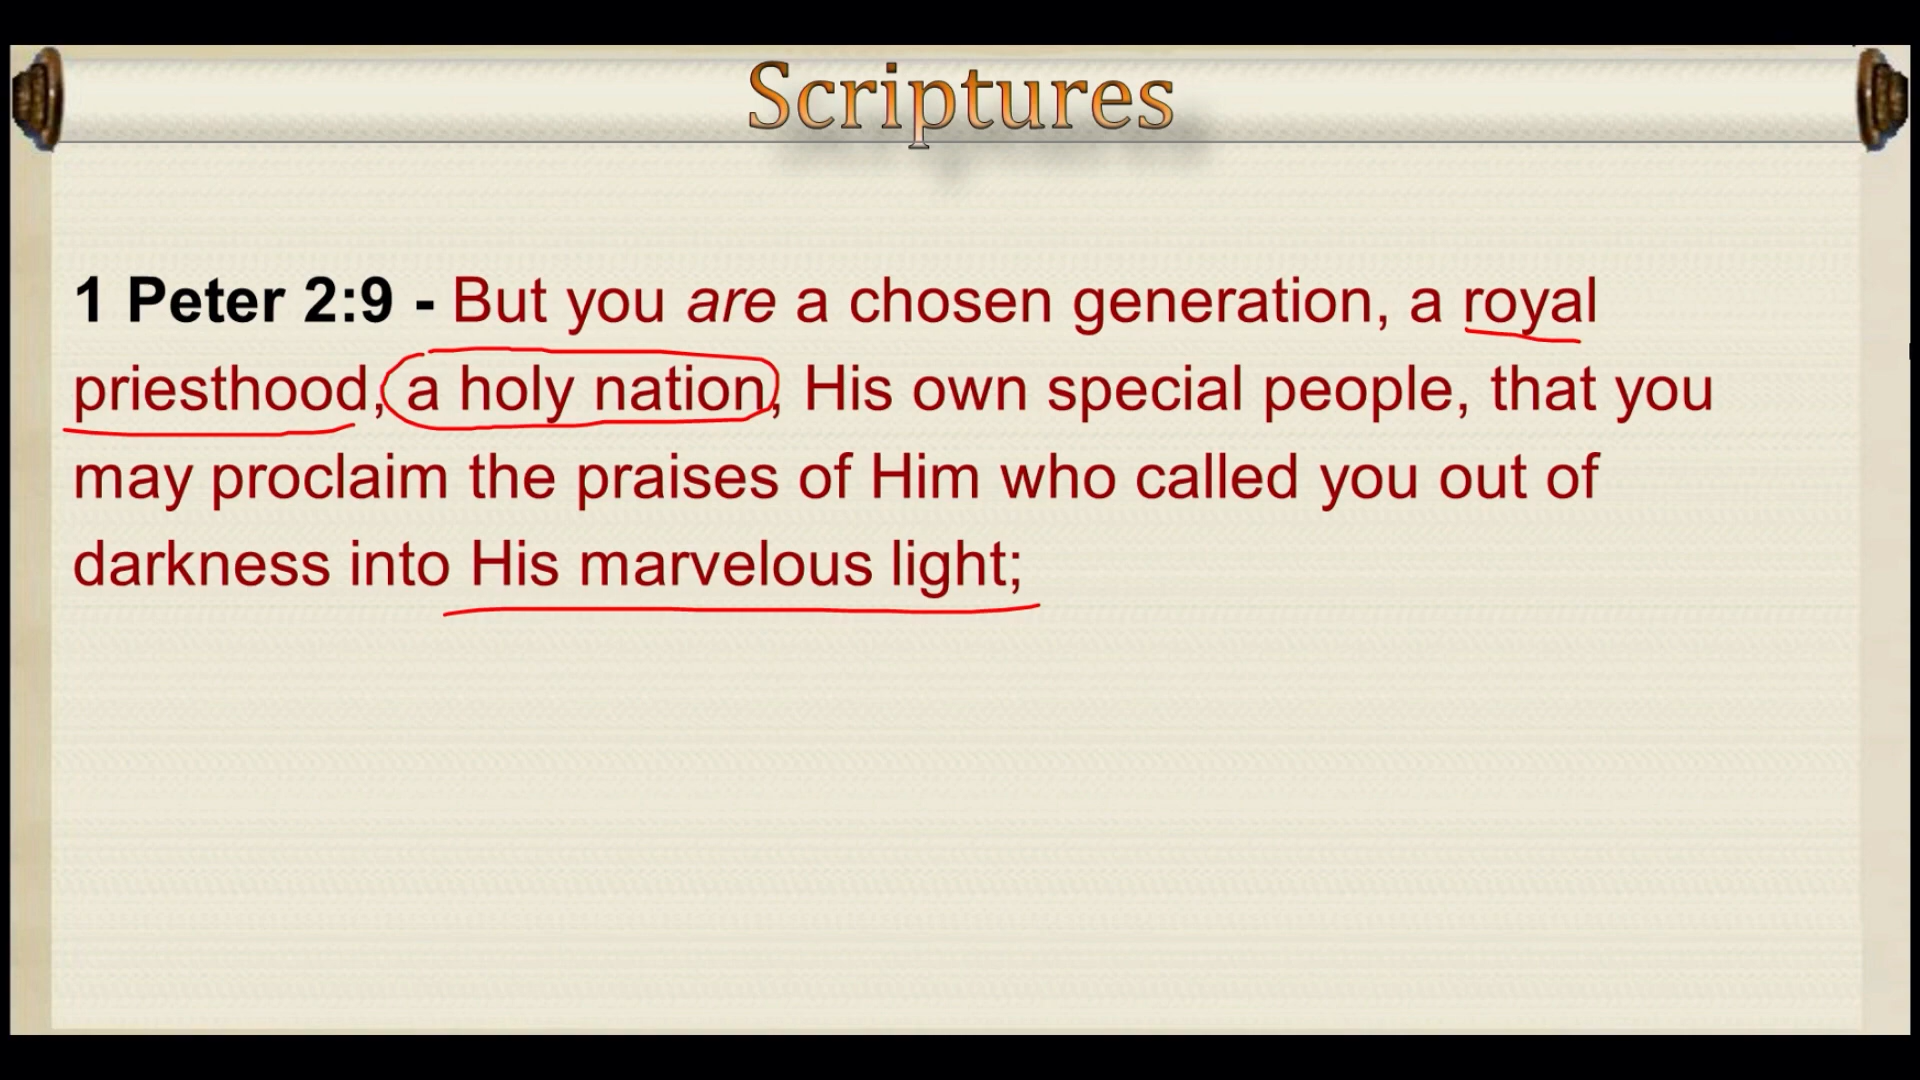 Scriptures
1 Peter 2:9 - But you are a chosen generation, a royal
priesthood, a holy nation, His own special people, that you
may proclaim the praises of Him who called you out of
darkness into His marvelous light;